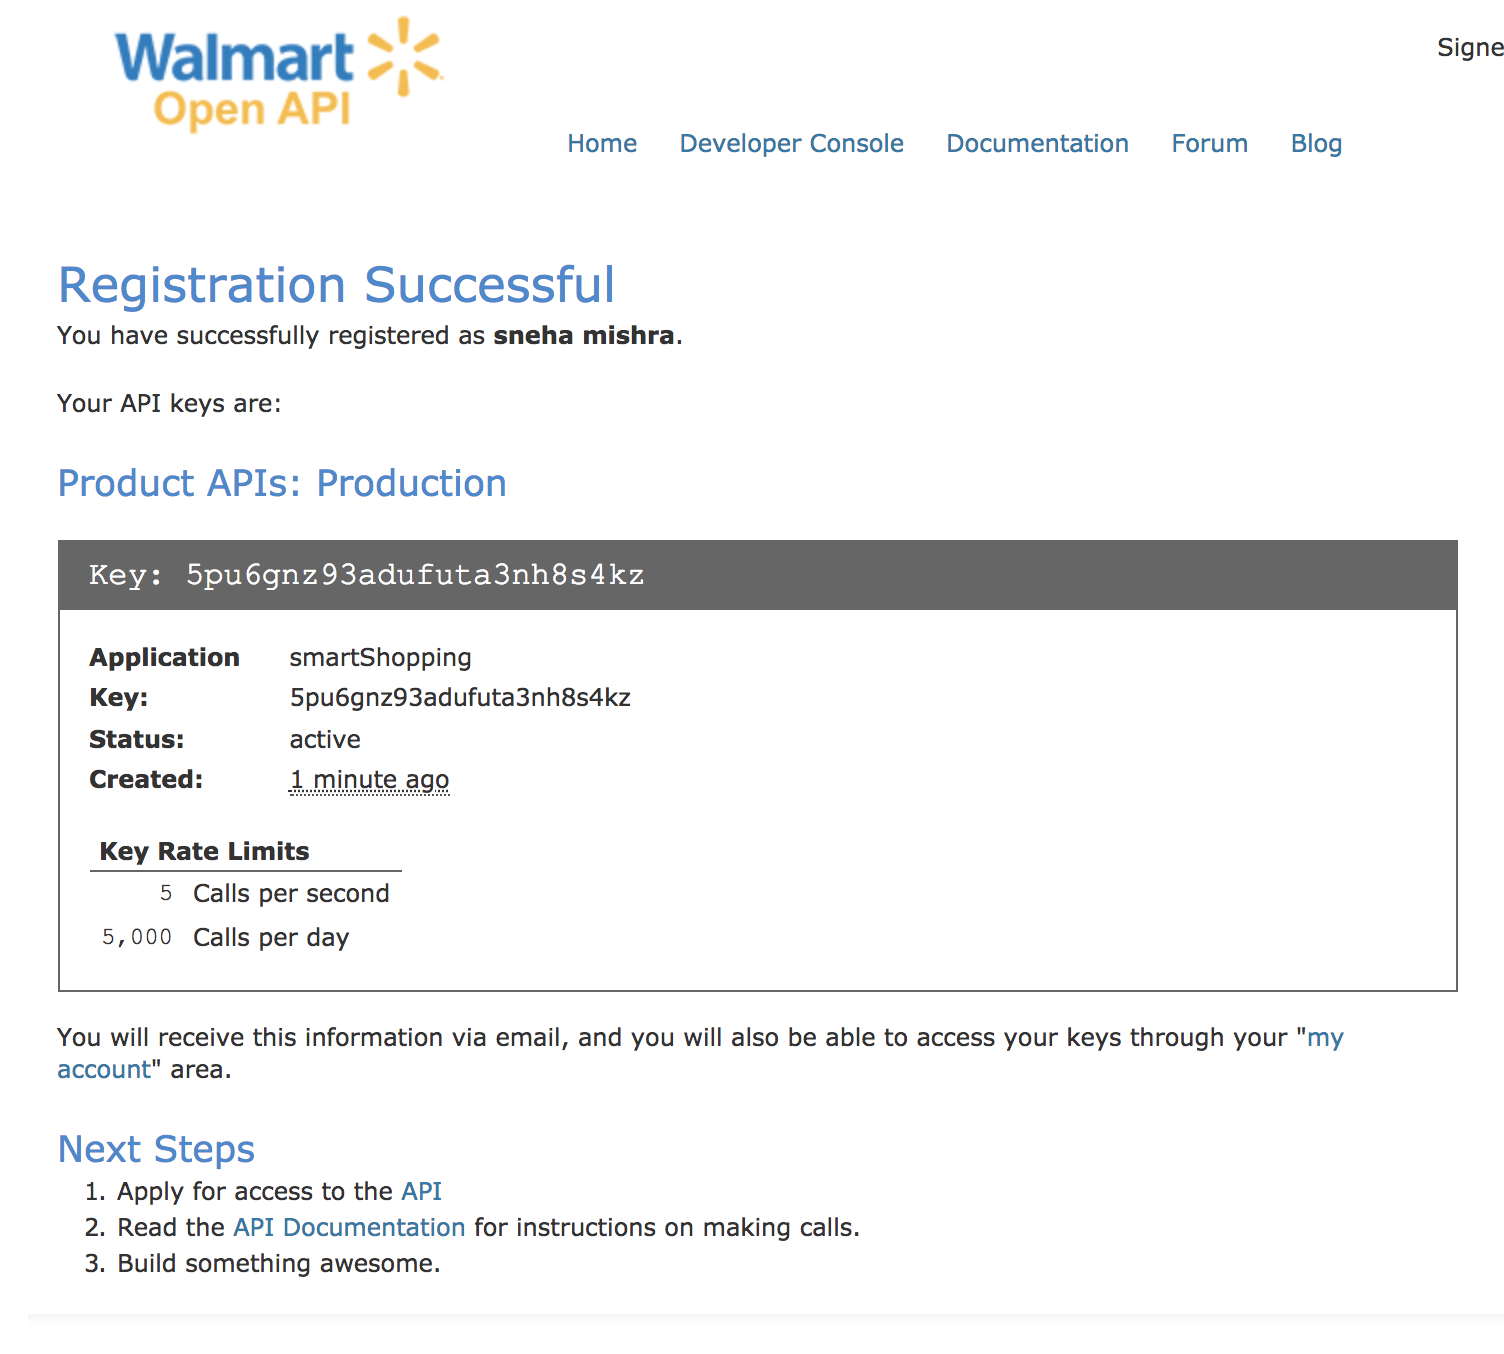 Walmart
Open API
Signe
Home Developer Console Documentation Forum Blog
Registration Successful
You have successfully registered as sneha mishra.
Your API keys are:
Product APIs: Production
Key: 5pu6gnz93adufuta3nh8s4kz
Application smartShopping
Key: 5pu6gnz93adufuta3nh8s4kz
Status: active
Created: 1 minute ago
Key Rate Limits
5 Calls per second
5,000 Calls per day
You will receive this information via email, and you will also be able to access your keys through your "my
account" area.
Next Steps
1. Apply for access to the API
2. Read the API Documentation for instructions on making calls.
3. Build something awesome.